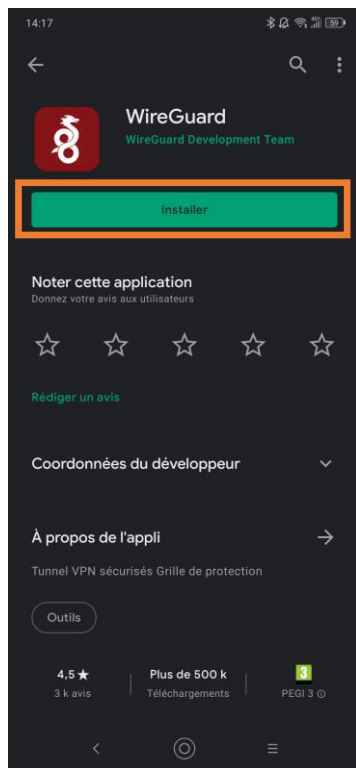 14:17
59
WireGuard
WireGuard Development Team
Installer
Noter cette application
Donnez votre avis aux utilisateurs
Rédiger un avis
Coordonnées du développeur
À propos de l'appli
Tunnel VPN sécurisés Grille de protection
Outils
4,5★ Plus de 500 k 3
3 k avis Téléchargements PEGI 3